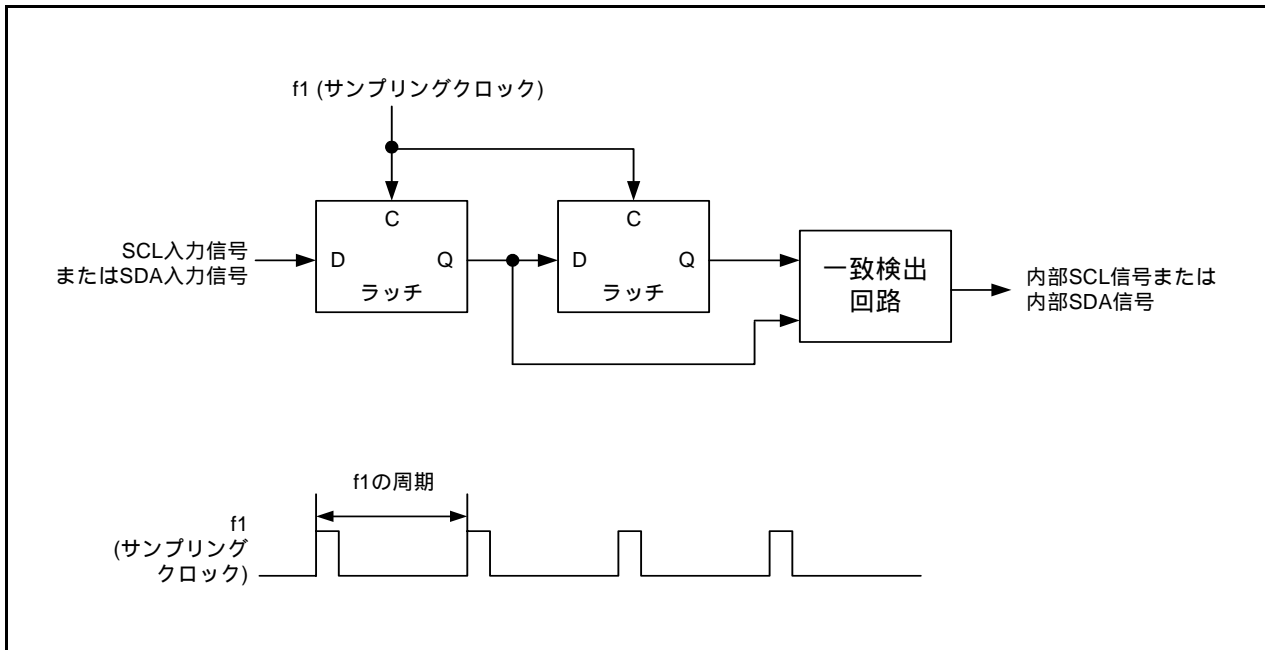 f1 (サンプリングクロック)
C
C
SCL入力信号
またはSDA入力信号
D
Q
D
Q
ラッチ
ラッチ
一致検出
回路
内部SCL信号または
内部SDA信号
f1の周期
f1
(サンプリング
クロック)